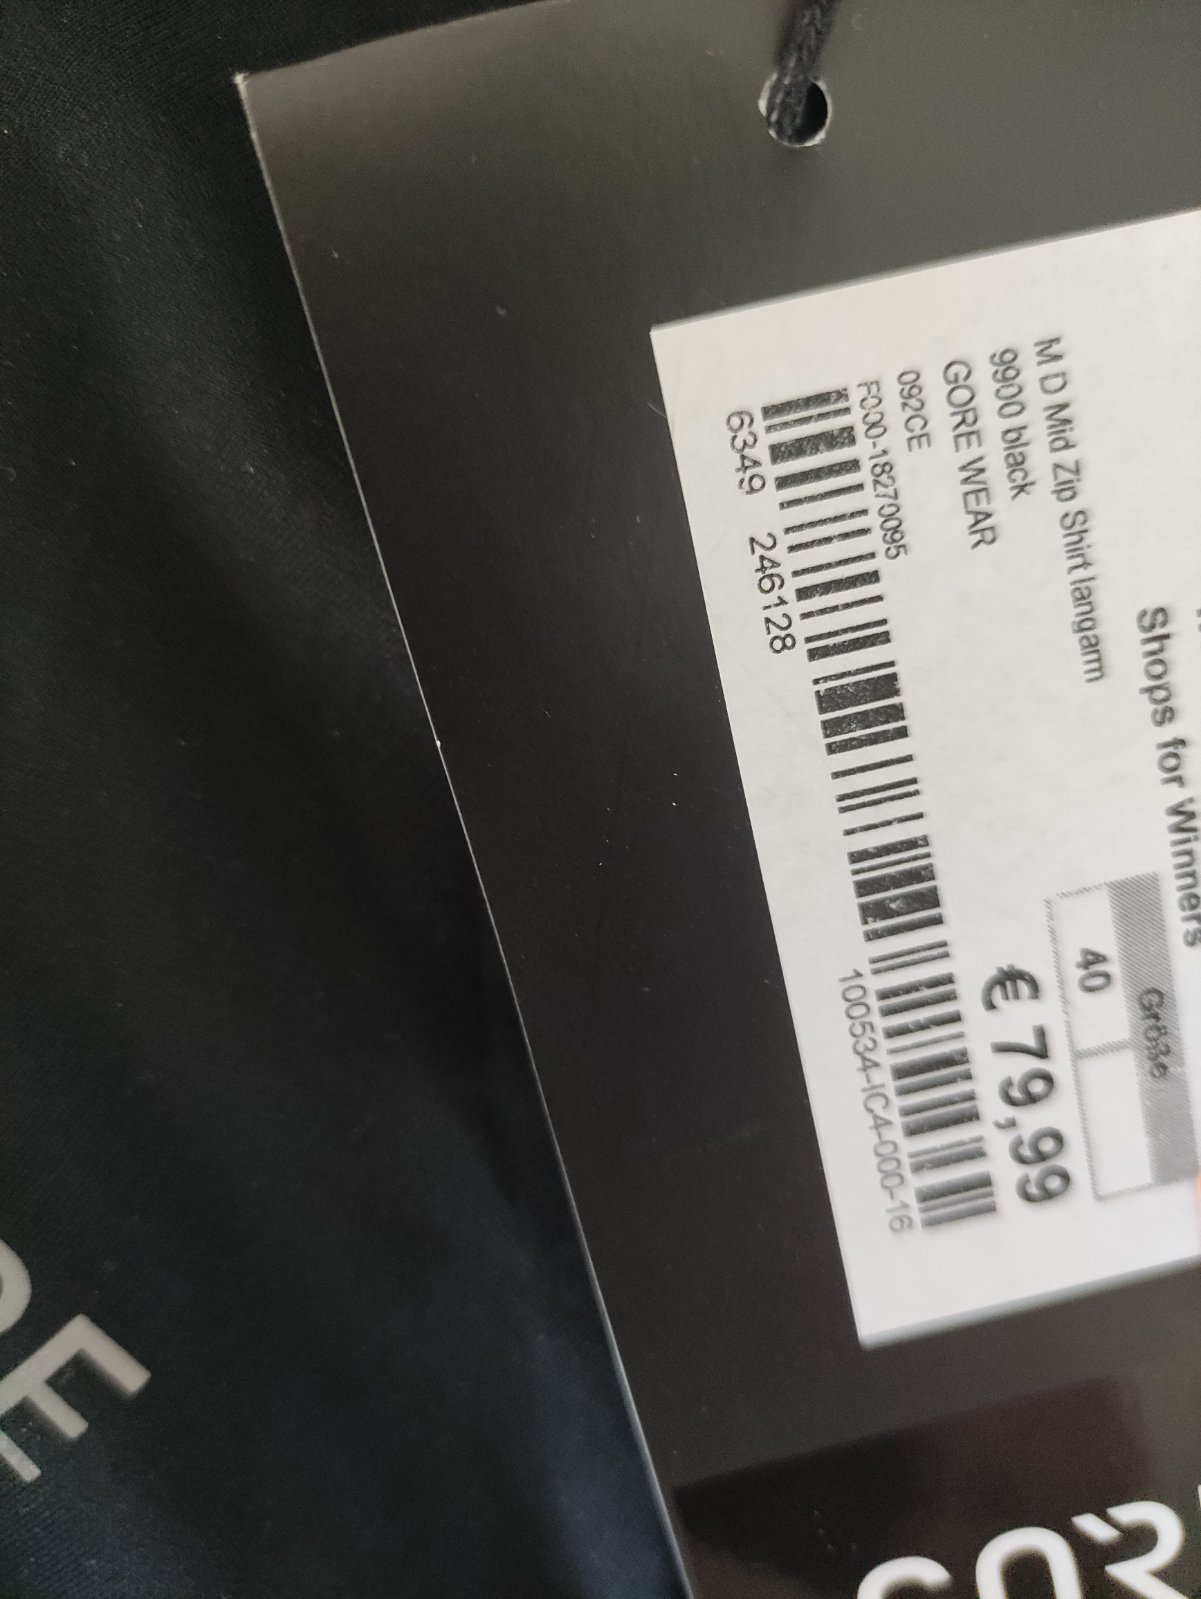 Shops for Winners
M D Mid Zip Shirt langarm
9900 black
GORE WEAR
092CE
F000-18270095
6349 246128
Größe
40
€ 79,99
100534-IC4-000-16